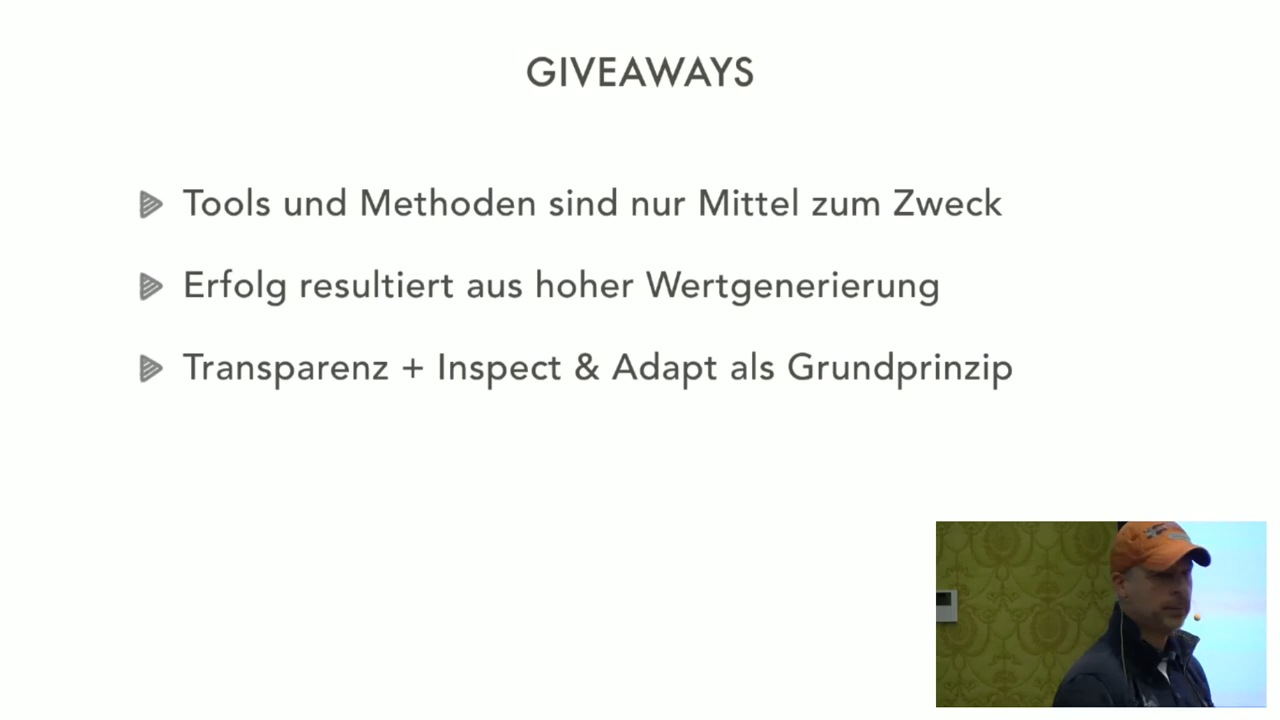 GIVEAWAYS
Tools und Methoden sind nur Mittel zum Zweck
Erfolg resultiert aus hoher Wertgenerierung
Transparenz + Inspect & Adapt als Grundprinzip